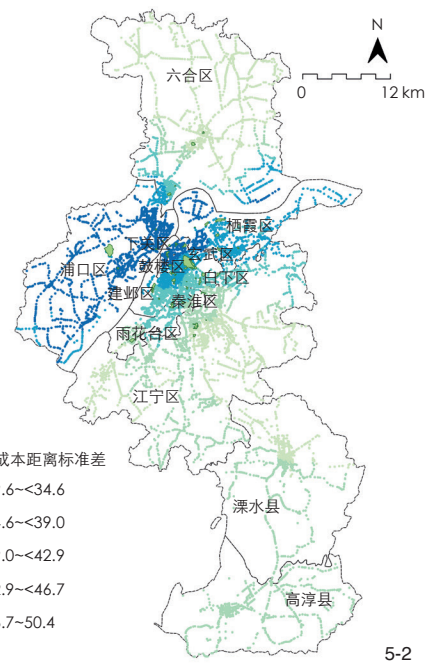 N
六合区
0 12 km
栖霞区
下关区
玄武区
浦口区
鼓楼区
白下区
建邺区
秦淮区
雨花台区
江宁区
成本距离标准差
.6~<34.6
.6~<39.0
.0~<42.9
.9~<46.7
.7~50.4
溧水县
高淳县
5-2